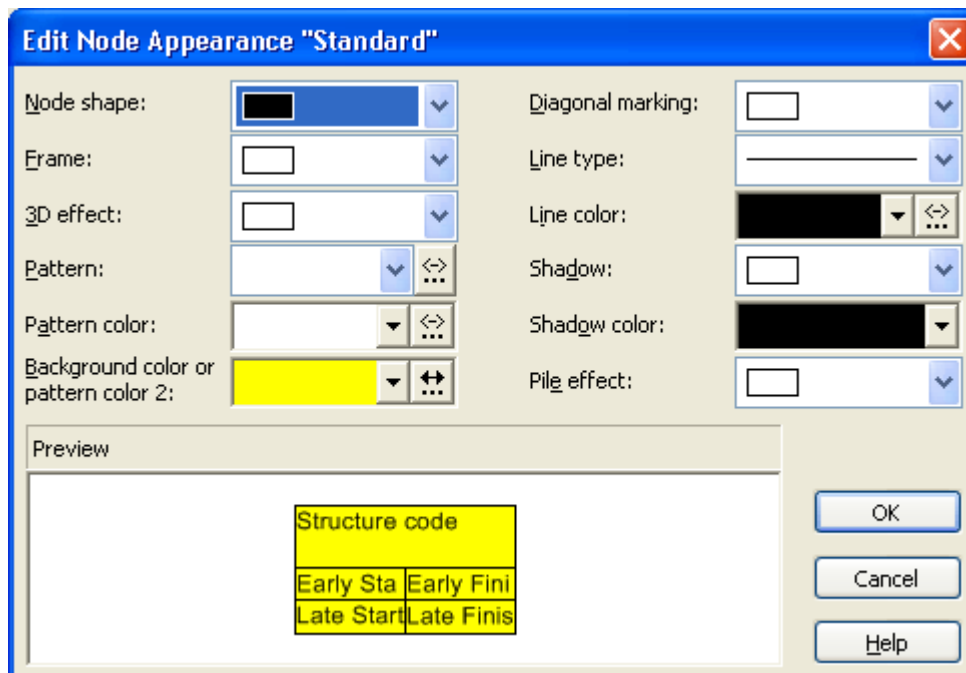 Edit Node Appearance "Standard"
Node shape:
Diagonal marking:
Frame:
Line type:
3D effect:
Line color:
Pattern:
Shadow:
Pattern color:
Shadow color:
Background color or
pattern color 2:
Pile effect:
Preview
Structure code
Early Sta Early Fini
Late Start Late Finis
OK
Cancel
Help